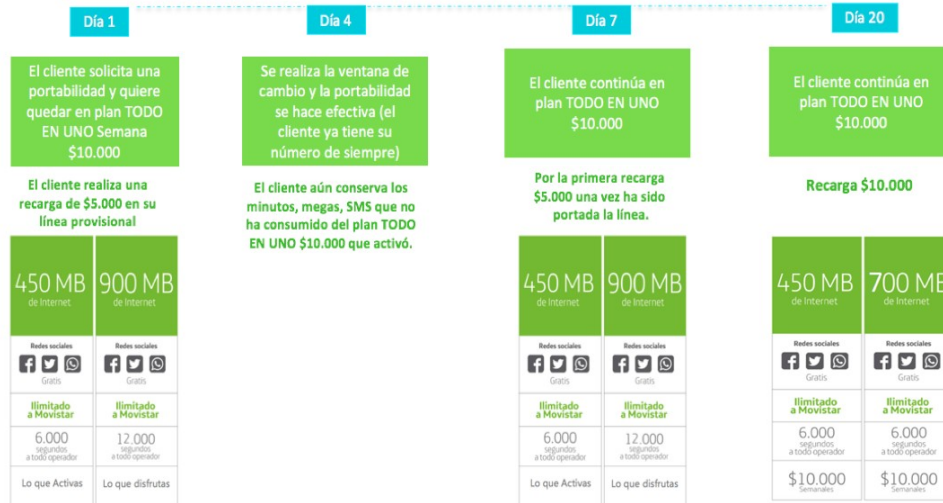 Día 1
El cliente solicita una
portabilidad y quiere
quedar en plan TODO
EN UNO Semana
$10.000
El cliente realiza una
recarga de $5.000 en su
línea provisional
450 MB
de Internet
900 MB
de Internet
Redes sociales
Gratis
Redes sociales
Gratis
Ilimitado
a Movistar
Ilimitado
a Movistar
6.000
segundos
a todo operador
12.000
segundos
a todo operador
Lo que Activas
Lo que disfrutas
Día 4
Se realiza la ventana de
cambio y la portabilidad
se hace efectiva (el
cliente ya tiene su
número de siempre)
El cliente aún conserva los
minutos, megas, SMS que no
ha consumido del plan TODO
EN UNO $10.000 que activó.
Día 7
El cliente continúa en
plan TODO EN UNO
$10.000
Por la primera recarga
$5.000 una vez ha sido
portada la línea.
450 MB
de Internet
900 MB
de Internet
Redes sociales
Gratis
Redes sociales
Gratis
Ilimitado
a Movistar
Ilimitado
a Movistar
6.000
segundos
a todo operador
12.000
segundos
a todo operador
Lo que Activas
Lo que disfrutas
Día 20
El cliente continúa en
plan TODO EN UNO
$10.000
Recarga $10.000
450 MB
de Internet
700 MB
de Internet
Redes sociales
Gratis
Redes sociales
Gratis
Ilimitado
a Movistar
Ilimitado
a Movistar
6.000
segundos
a todo operador
6.000
segundos
a todo operador
$10.000
Semanales
$10.000
Semanales